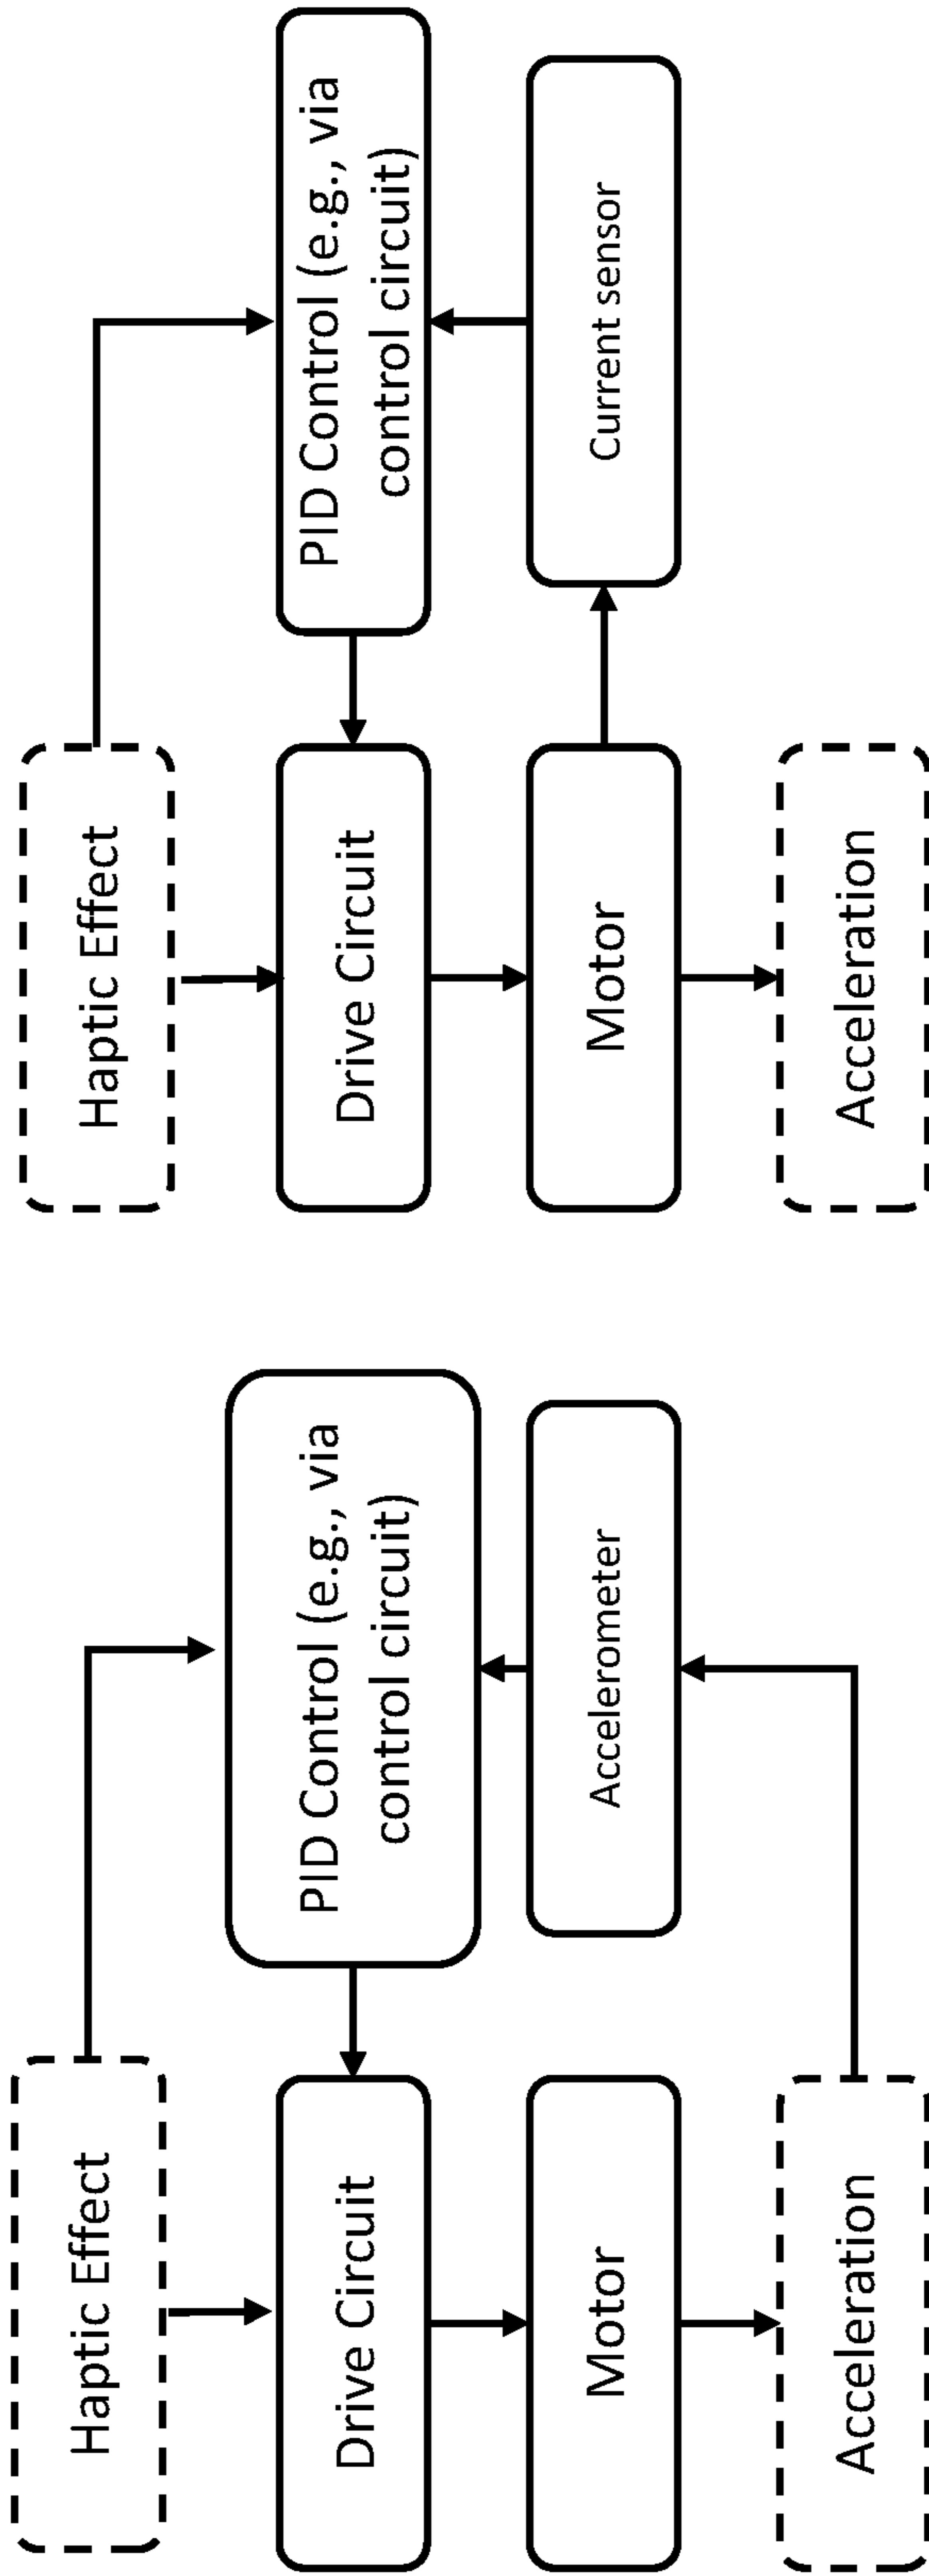 Haptic Effect
Drive Circuit
PID Control (e.g., via
control circuit)
Motor
Accelerometer
Acceleration
Haptic Effect
Drive Circuit
PID Control (e.g., via
control circuit)
Motor
Current sensor
Acceleration